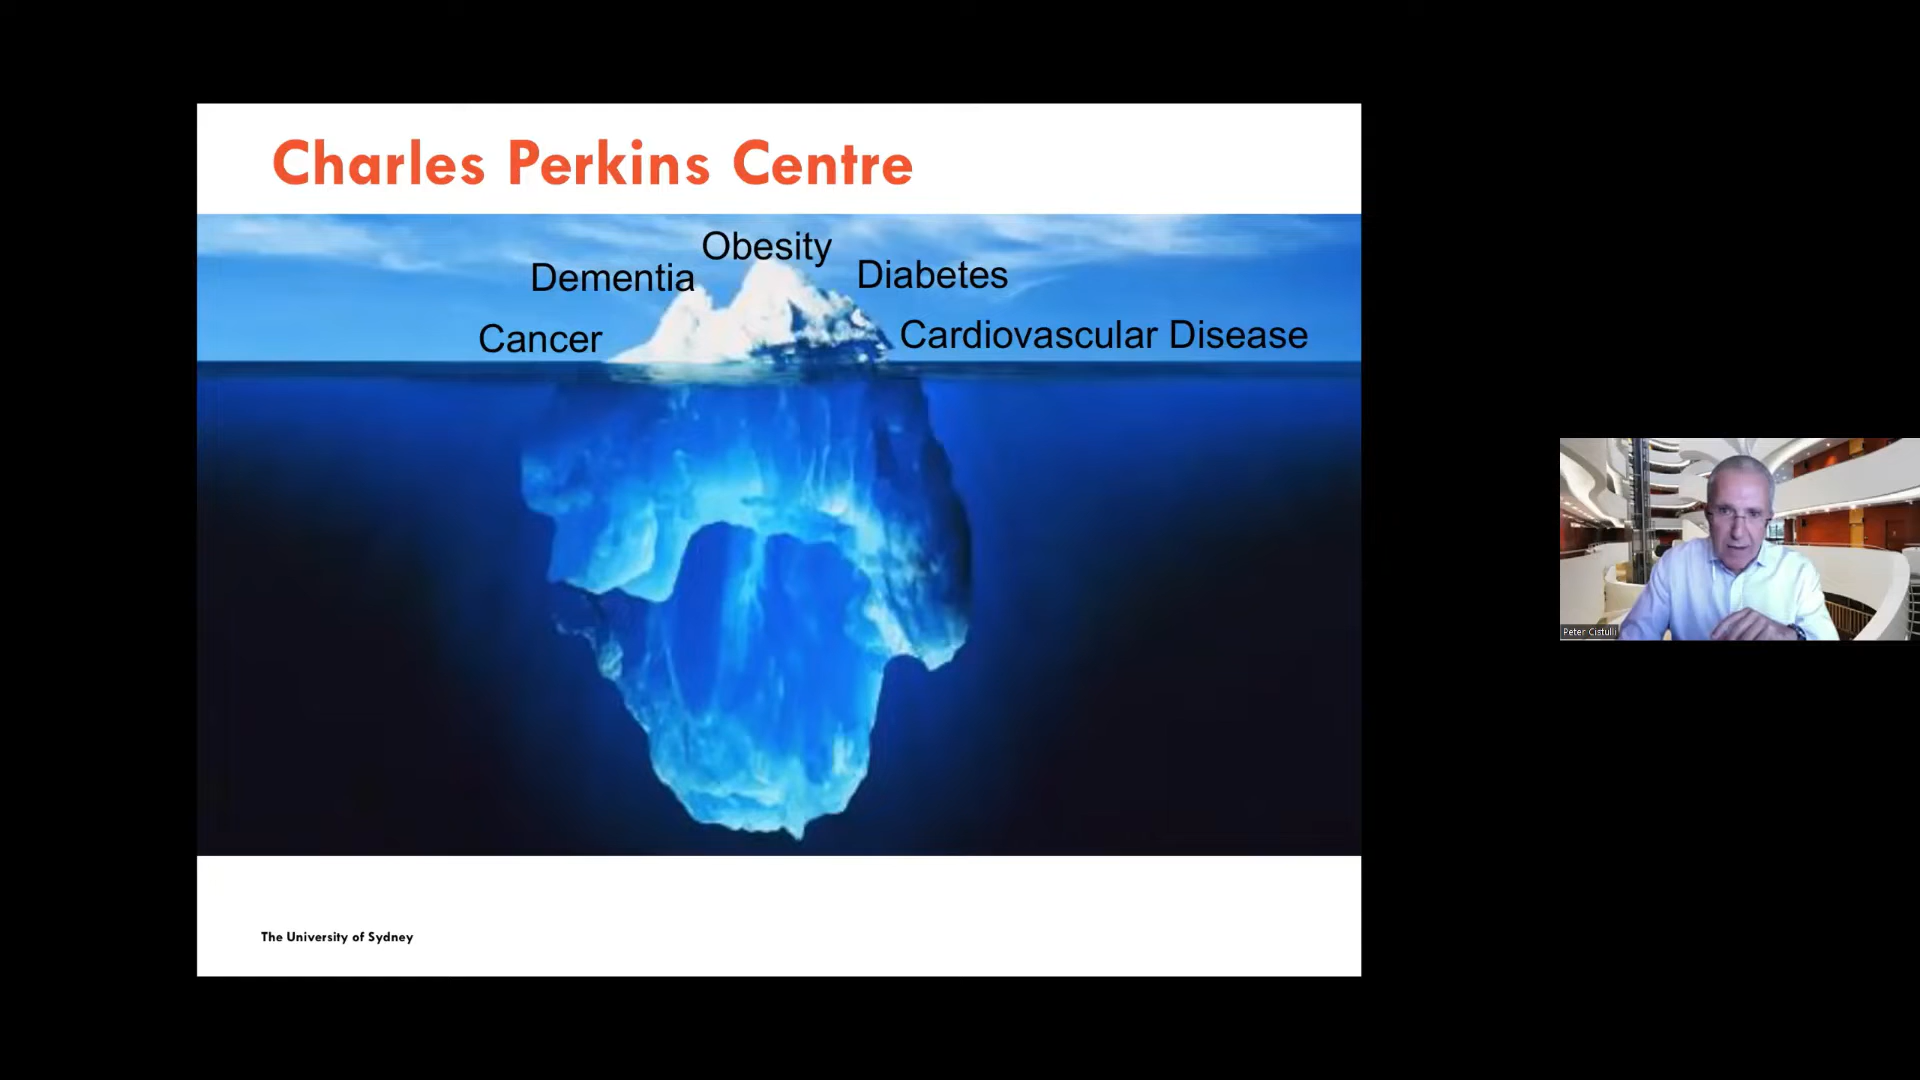 Charles Perkins Centre
Obesity
Dementia
Diabetes
Cancer
Cardiovascular Disease
Peter Cistulli
The University of Sydney